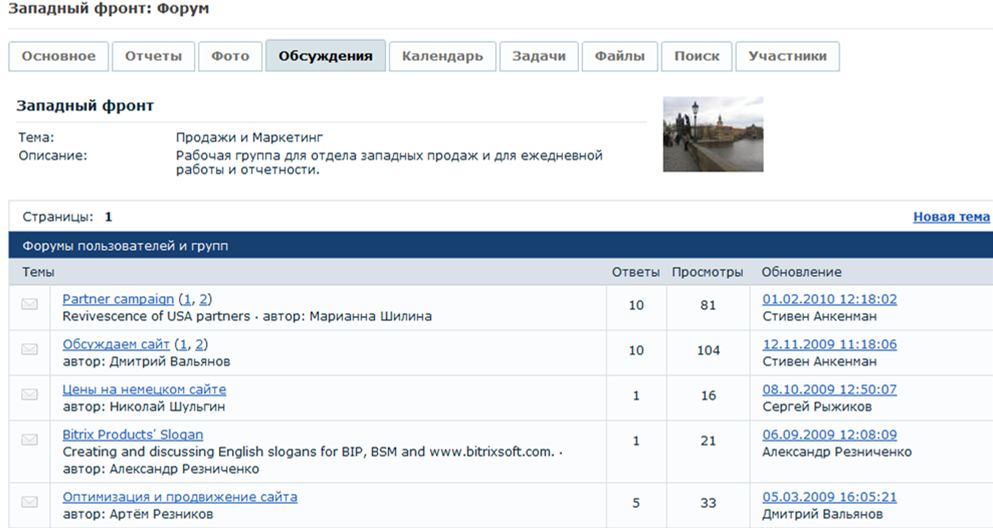 Западный фронт: Форум
Основное Отчеты Фото Обсуждения Календарь Задачи Файлы Поиск Участники
Западный фронт
Тема: Продажи и Маркетинг
Описание: Рабочая группа для отдела западных продаж и для ежедневной
работы и отчетности.
Страницы: 1 Новая тема
Форумы пользователей и групп
Темы Ответы Просмотры Обновление
Partner campaign (1, 2) 10 81 01.02.2010 12:18:02
Revivescence of USA partners · автор: Марианна Шилина Стивен Анкенман
Обсуждаем сайт (1, 2) 10 104 12.11.2009 11:18:06
автор: Дмитрий Вальянов Стивен Анкенман
Цены на немецком сайте 1 16 08.10.2009 12:50:07
автор: Николай Шульгин Сергей Рыжиков
Bitrix Products' Slogan 1 21 06.09.2009 12:08:09
Creating and discussing English slogans for BIP, BSM and www.bitrixsoft.com. · Александр Резниченко
автор: Александр Резниченко
Оптимизация и продвижение сайта 5 33 05.03.2009 16:05:21
автор: Артём Резников Дмитрий Вальянов